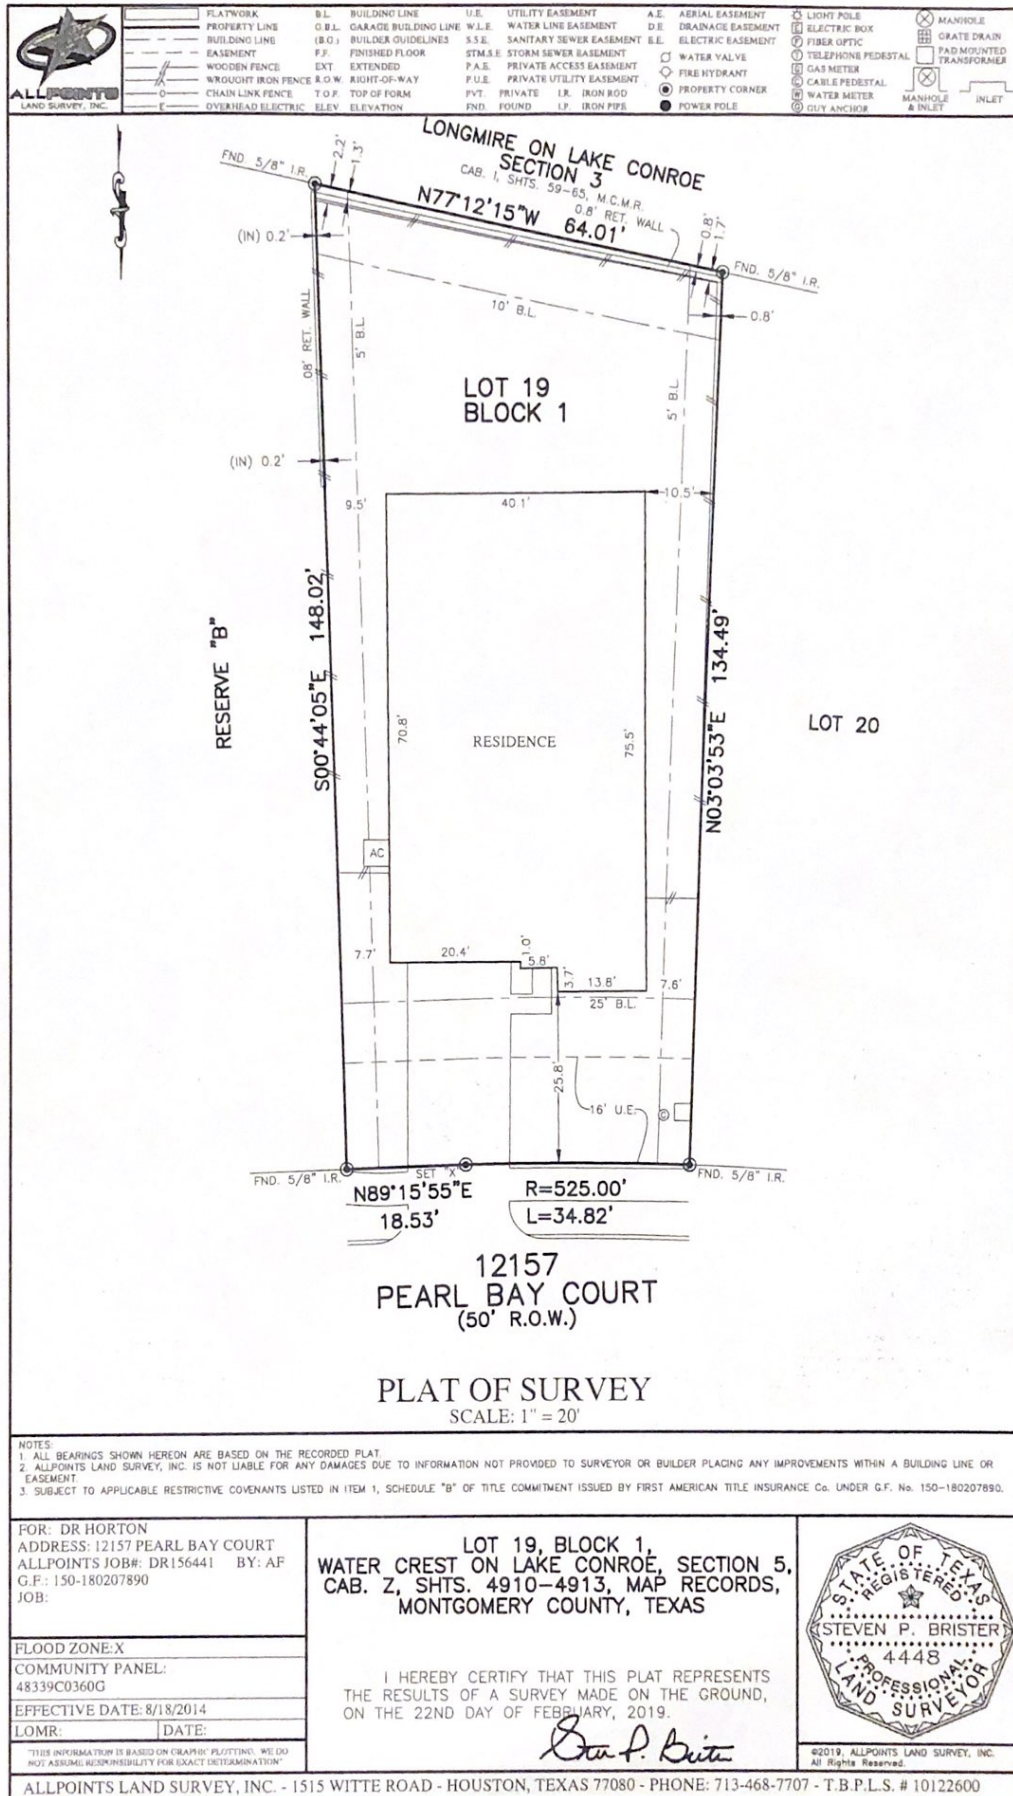 ALLPOINTS
LAND SURVEY, INC.
FLATWORK
PROPERTY LINE
BUILDING LINE
EASEMENT
WOODEN FENCE
WROUGHT IRON FENCE
CHAIN LINK FENCE
OVERHEAD ELECTRIC
B.L. BUILDING LINE
G.B.L. GARAGE BUILDING LINE
(B.G.) BUILDER GUIDELINES
F.F. FINISHED FLOOR
EXT EXTENDED
R.O.W. RIGHT-OF-WAY
T.O.F. TOP OF FORM
ELEV ELEVATION
U.E. UTILITY EASEMENT
W.L.E. WATER LINE EASEMENT
S.S.E. SANITARY SEWER EASEMENT
STM.S.E STORM SEWER EASEMENT
P.A.E. PRIVATE ACCESS EASEMENT
P.U.E. PRIVATE UTILITY EASEMENT
PVT. PRIVATE I.R. IRON ROD
FND. FOUND I.P. IRON PIPE
A.E. AERIAL EASEMENT
D.E. DRAINAGE EASEMENT
E.E. ELECTRIC EASEMENT
WATER VALVE
FIRE HYDRANT
PROPERTY CORNER
POWER POLE
LIGHT POLE
E ELECTRIC BOX
F FIBER OPTIC
T TELEPHONE PEDESTAL
G GAS METER
C CABLE PEDESTAL
W WATER METER
GUY ANCHOR
MANHOLE
GRATE DRAIN
PAD MOUNTED
TRANSFORMER
MANHOLE
& INLET
INLET
LONGMIRE ON LAKE CONROE
SECTION 3
CAB. I, SHTS. 59-65, M.C.M.R.
FND 5/8" I.R.
2.2'
1.3'
N77°12'15"W 64.01'
0.8' RET. WALL
0.8'
1.7'
FND. 5/8" I.R.
(IN) 0.2'
0.8'
10' B.L.
08' RET. WALL
5' B.L.
5' B.L.
LOT 19
BLOCK 1
(IN) 0.2'
9.5'
40.1'
10.5'
RESERVE "B"
S00°44'05"E 148.02'
70.8'
RESIDENCE
75.5'
N03°03'53"E 134.49'
LOT 20
AC
7.7'
20.4'
1.0'
5.8'
3.7'
13.8'
7.6'
25' B.L.
25.8'
16' U.E.
C
FND. 5/8" I.R.
SET "X"
FND. 5/8" I.R.
N89°15'55"E
18.53'
R=525.00'
L=34.82'
12157
PEARL BAY COURT
(50' R.O.W.)
PLAT OF SURVEY
SCALE: 1" = 20'
NOTES:
1. ALL BEARINGS SHOWN HEREON ARE BASED ON THE RECORDED PLAT.
2. ALLPOINTS LAND SURVEY, INC. IS NOT LIABLE FOR ANY DAMAGES DUE TO INFORMATION NOT PROVIDED TO SURVEYOR OR BUILDER PLACING ANY IMPROVEMENTS WITHIN A BUILDING LINE OR
EASEMENT.
3. SUBJECT TO APPLICABLE RESTRICTIVE COVENANTS LISTED IN ITEM 1, SCHEDULE "B" OF TITLE COMMITMENT ISSUED BY FIRST AMERICAN TITLE INSURANCE Co. UNDER G.F. No. 150-180207890.
FOR: DR HORTON
ADDRESS: 12157 PEARL BAY COURT
ALLPOINTS JOB#: DR156441 BY: AF
G.F.: 150-180207890
JOB:
FLOOD ZONE:X
COMMUNITY PANEL:
48339C0360G
EFFECTIVE DATE: 8/18/2014
LOMR: DATE:
"THIS INFORMATION IS BASED ON GRAPHIC PLOTTING. WE DO
NOT ASSUME RESPONSIBILITY FOR EXACT DETERMINATION"
LOT 19, BLOCK 1,
WATER CREST ON LAKE CONROE, SECTION 5,
CAB. Z, SHTS. 4910-4913, MAP RECORDS,
MONTGOMERY COUNTY, TEXAS
I HEREBY CERTIFY THAT THIS PLAT REPRESENTS
THE RESULTS OF A SURVEY MADE ON THE GROUND,
ON THE 22ND DAY OF FEBRUARY, 2019.
STATE OF TEXAS
REGISTERED
STEVEN P. BRISTER
4448
PROFESSIONAL
LAND SURVEYOR
©2019, ALLPOINTS LAND SURVEY, INC.
All Rights Reserved.
ALLPOINTS LAND SURVEY, INC. - 1515 WITTE ROAD - HOUSTON, TEXAS 77080 - PHONE: 713-468-7707 - T.B.P.L.S. # 10122600